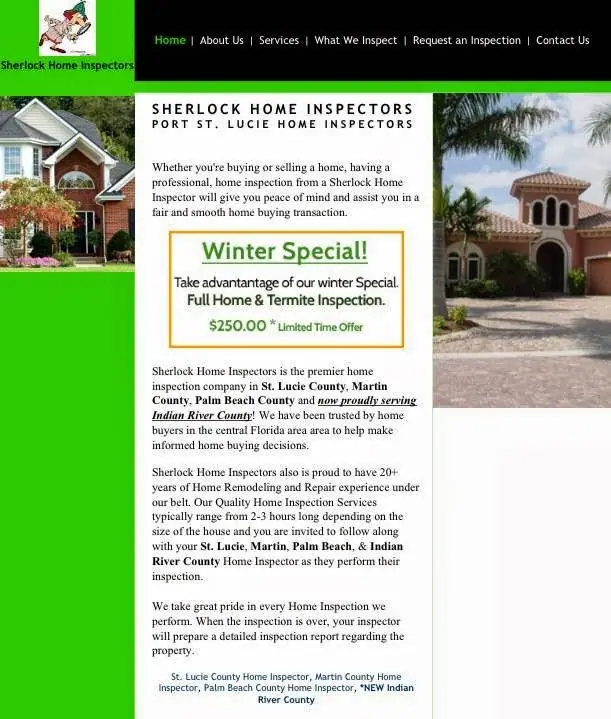 Sherlock Home Inspectors
Home | About Us | Services | What We Inspect | Request an Inspection | Contact Us
SHERLOCK HOME INSPECTORS
PORT ST. LUCIE HOME INSPECTORS
Whether you're buying or selling a home, having a
professional, home inspection from a Sherlock Home
Inspector will give you peace of mind and assist you in a
fair and smooth home buying transaction.
Winter Special!
Take advantantage of our winter Special.
Full Home & Termite Inspection.
$250.00 * Limited Time Offer
Sherlock Home Inspectors is the premier home
inspection company in St. Lucie County, Martin
County, Palm Beach County and now proudly serving
Indian River County! We have been trusted by home
buyers in the central Florida area area to help make
informed home buying decisions.
Sherlock Home Inspectors also is proud to have 20+
years of Home Remodeling and Repair experience under
our belt. Our Quality Home Inspection Services
typically range from 2-3 hours long depending on the
size of the house and you are invited to follow along
with your St. Lucie, Martin, Palm Beach, & Indian
River County Home Inspector as they perform their
inspection.
We take great pride in every Home Inspection we
perform. When the inspection is over, your inspector
will prepare a detailed inspection report regarding the
property.
St. Lucie County Home Inspector, Martin County Home
Inspector, Palm Beach County Home Inspector, *NEW Indian
River County